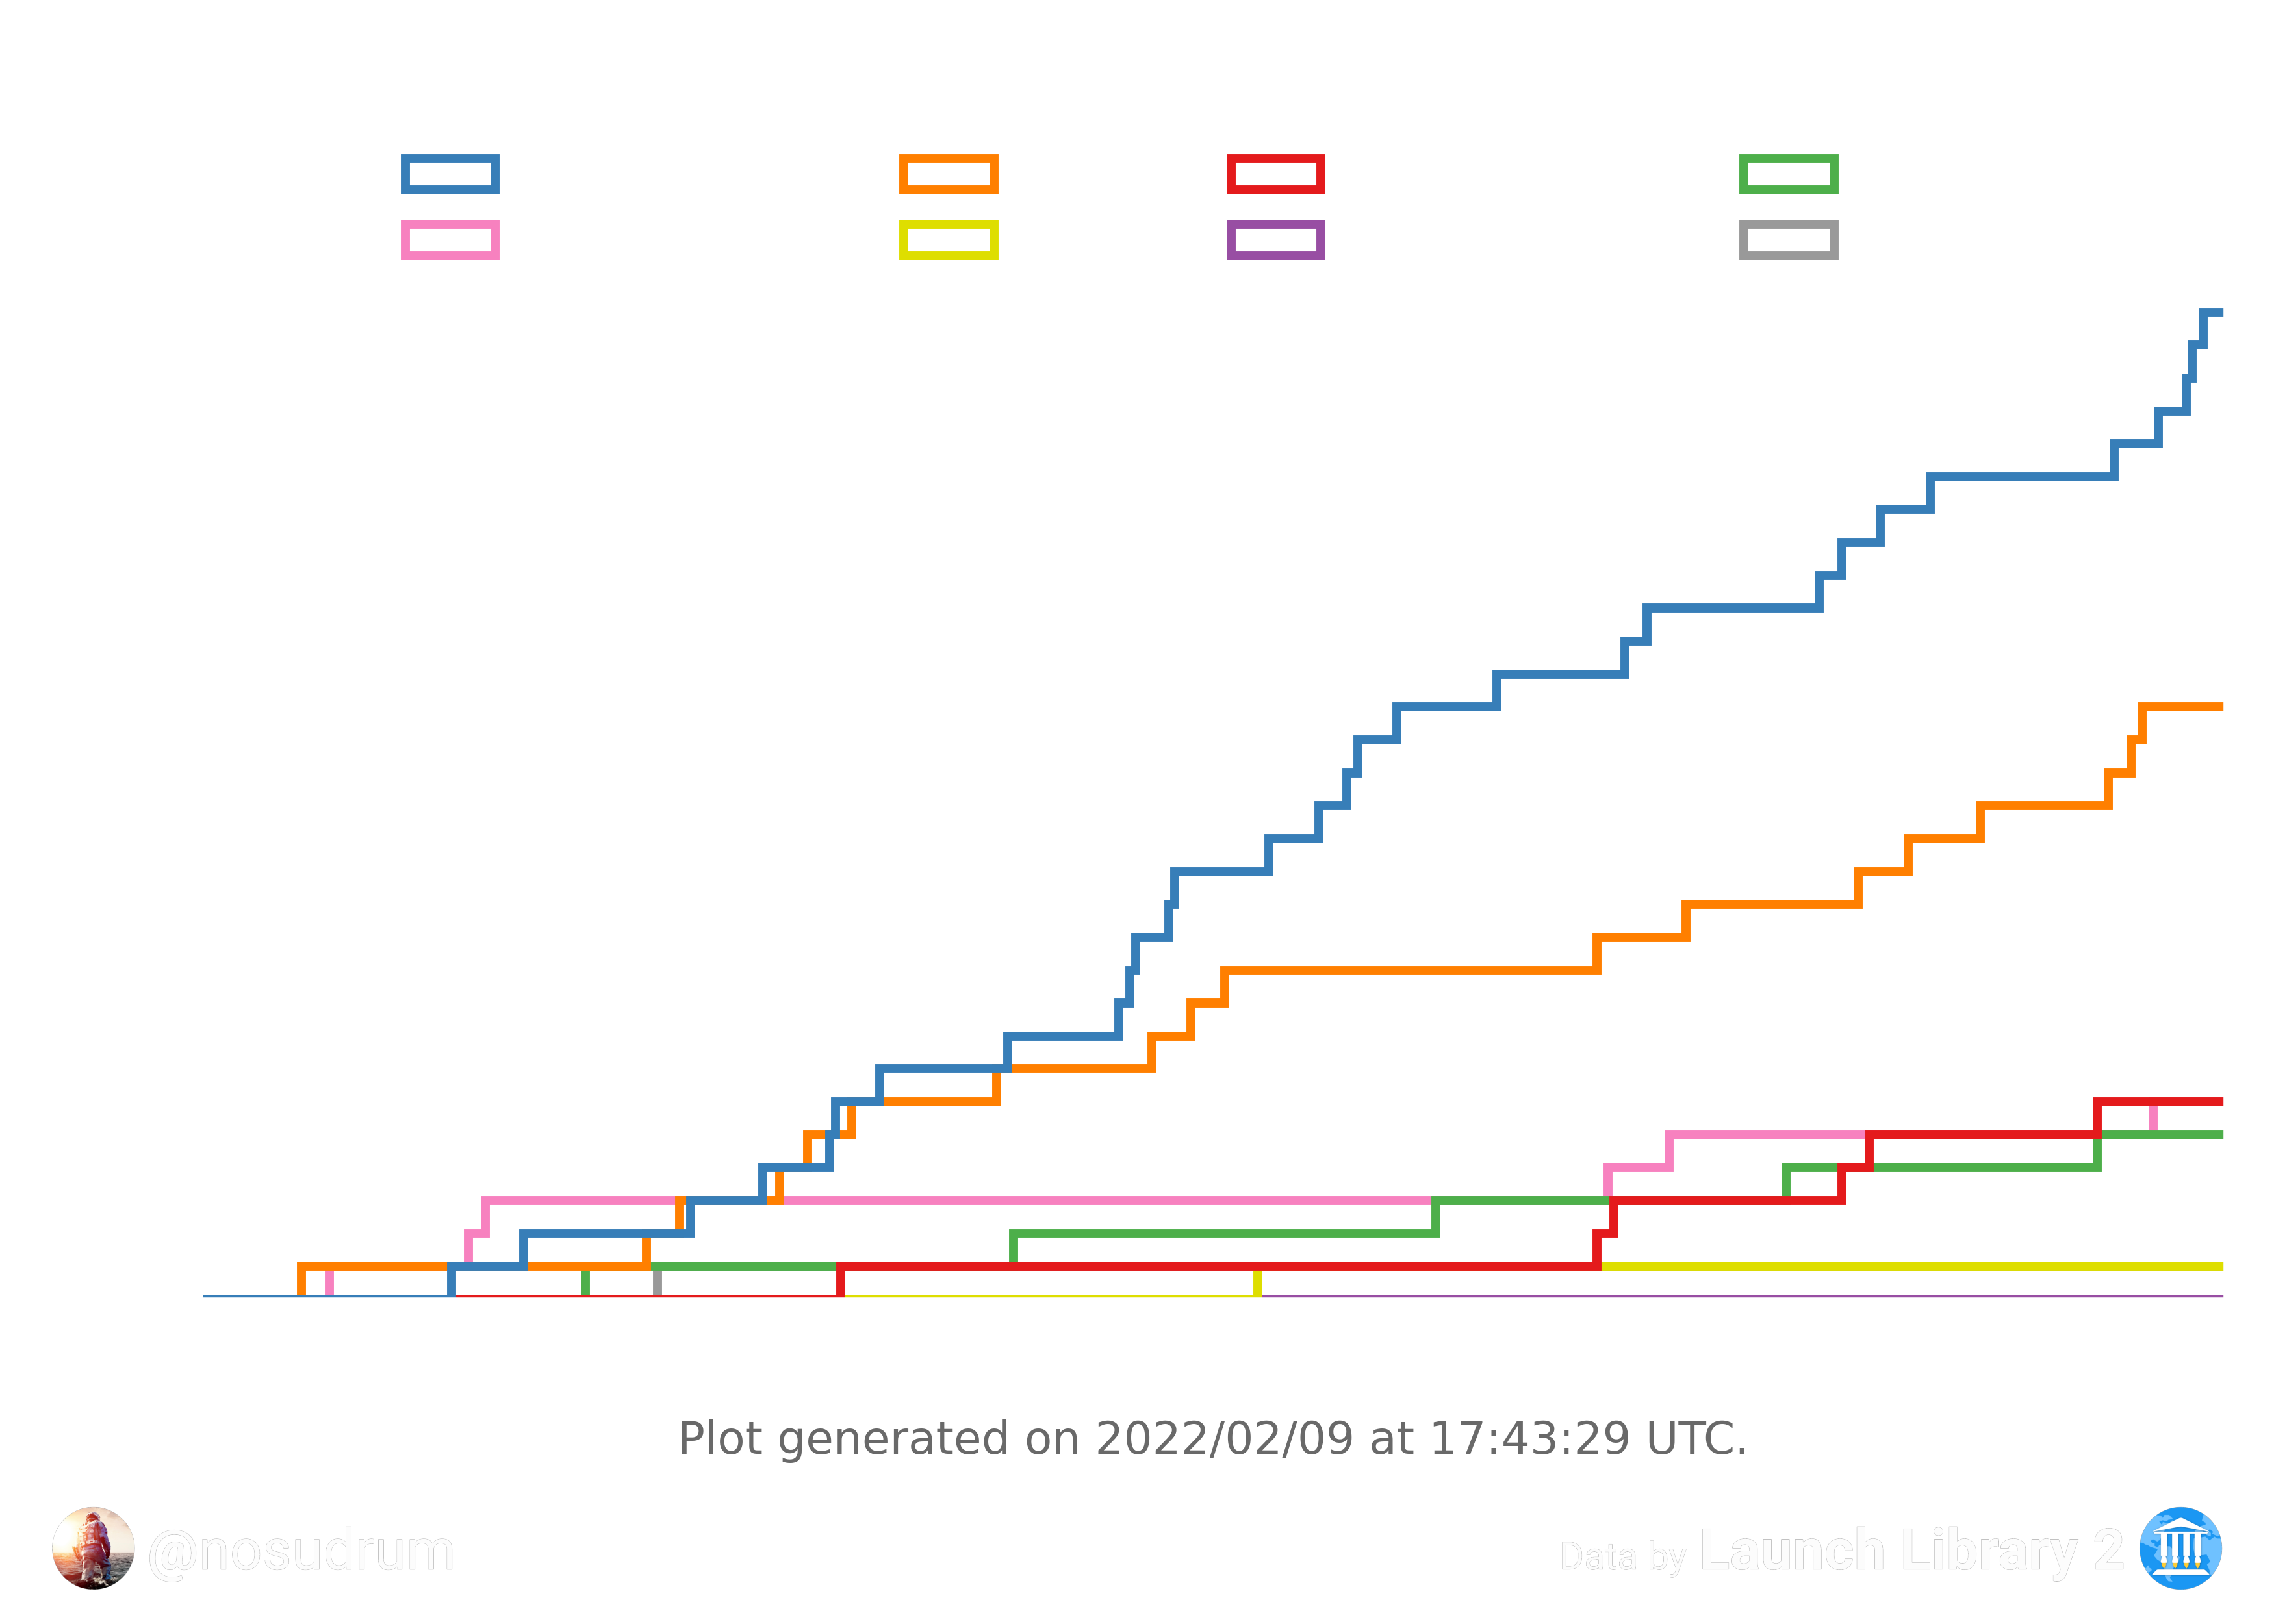 Plot generated on 2022/02/09 at 17:43:29 UTC.
@nosudrum
Data by Launch Library 2